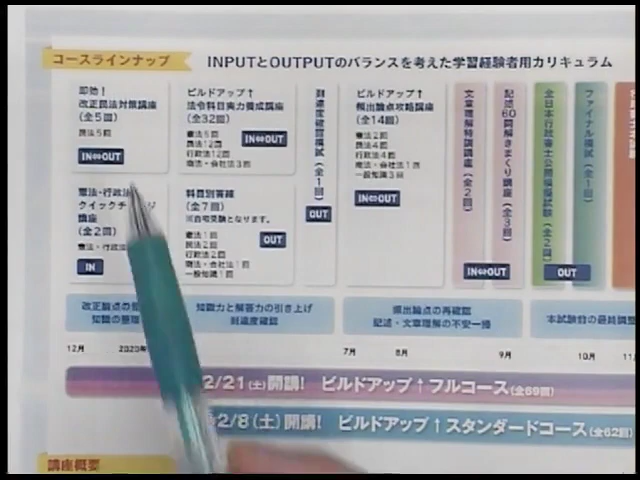 コースラインナップ
INPUTとOUTPUTのバランスを考えた学習経験者用カリキュラム
即効！
改正民法対策講座
（全5回）
民法5回
IN⇔OUT
憲法・行政法
クイックチ
講座
（全2回）
憲法・行政法
IN
ビルドアップ↑
法令科目実力養成講座
（全32回）
憲法5回
民法12回
行政法12回
商法・会社法3回
IN⇔OUT
科目別答練
（全7回）
※自宅受験となります。
憲法1回
民法2回
行政法2回
商法・会社法1回
一般知識1回
OUT
到達度確認模試（全1回）
OUT
ビルドアップ↑
頻出論点攻略講座
（全14回）
憲法2回
民法4回
行政法4回
商法・会社法1回
一般知識3回
IN⇔OUT
文章理解特訓講座（全2回）
記述60問解きまくり講座（全3回）
IN⇔OUT
全日本行政書士公開模擬試験（全2回）
ファイナル模試（全1回）
OUT
改正論点の
知識の整理
知識力と解答力の引き上げ
到達度確認
頻出論点の再確認
記述・文章理解の不安一掃
本試験前の最終調整
12月
2020年
7月
8月
9月
10月
2/21（土）開講！ ビルドアップ↑フルコース（全69回）
2/8（土）開講！ ビルドアップ↑スタンダードコース（全62回）
講座概要